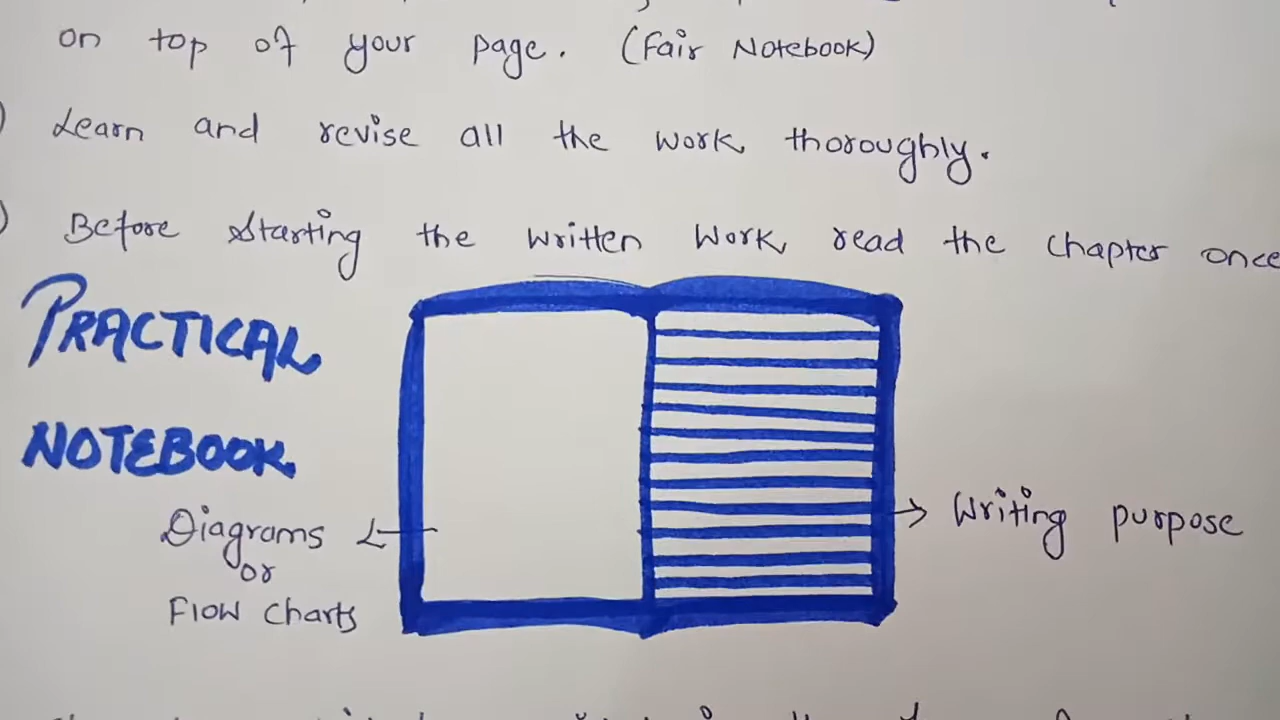 on top of your page. (Fair Notebook)
) Learn and revise all the work thoroughly.
) Before starting the written work read the chapter once
PRACTICAL
NOTEBOOK
Diagrams
or
Flow charts
Writing purpose